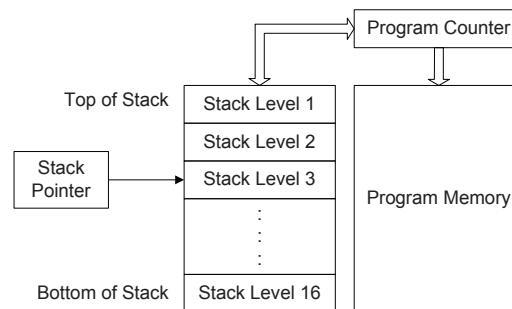 Program Counter
Top of Stack
Stack Level 1
Stack Level 2
Stack
Pointer
Stack Level 3
Program Memory
Bottom of Stack
Stack Level 16